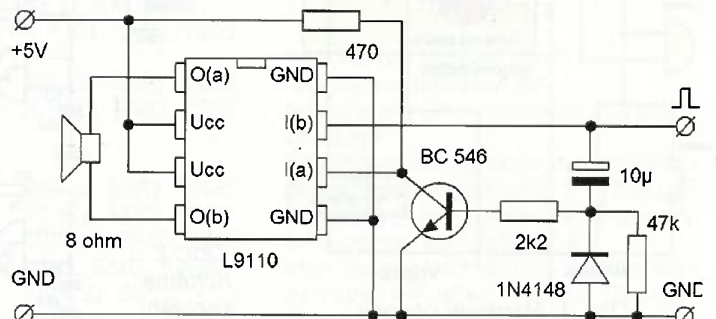 +5V
470
O(a)
GND
Ucc
I(b)
Ucc
I(a)
O(b)
GND
L9110
8 ohm
BC 546
2k2
10µ
47k
1N4148
GND
GND